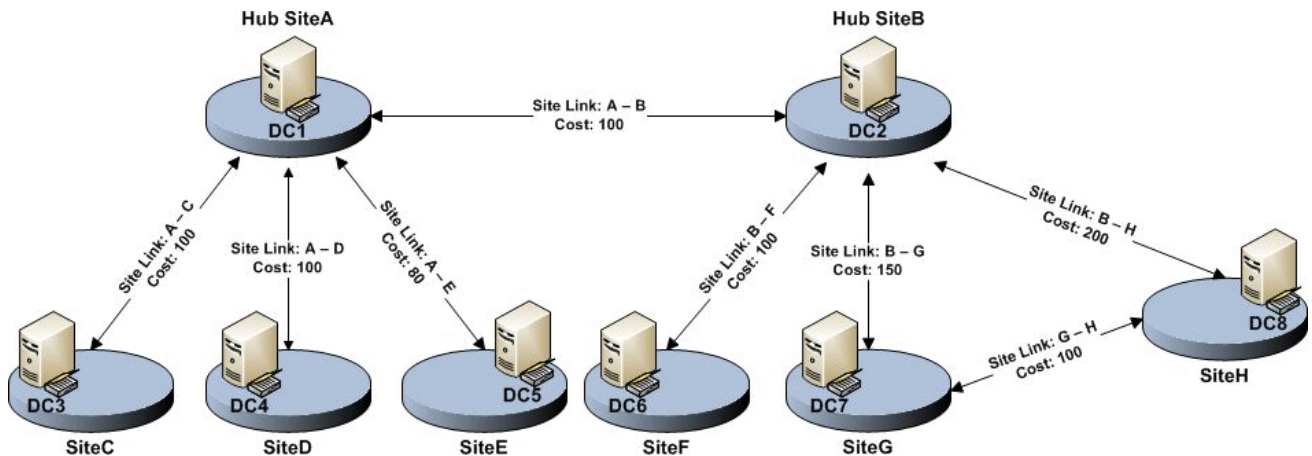 Hub SiteA
Hub SiteB
DC1
Site Link: A – B
Cost: 100
DC2
Site Link: A – C
Cost: 100
Site Link: A – D
Cost: 100
Site Link: A – E
Cost: 80
Site Link: B – F
Cost: 100
Site Link: B – G
Cost: 150
Site Link: B – H
Cost: 200
DC8
SiteH
Site Link: G – H
Cost: 100
DC3
DC4
DC5
DC6
DC7
SiteC
SiteD
SiteE
SiteF
SiteG